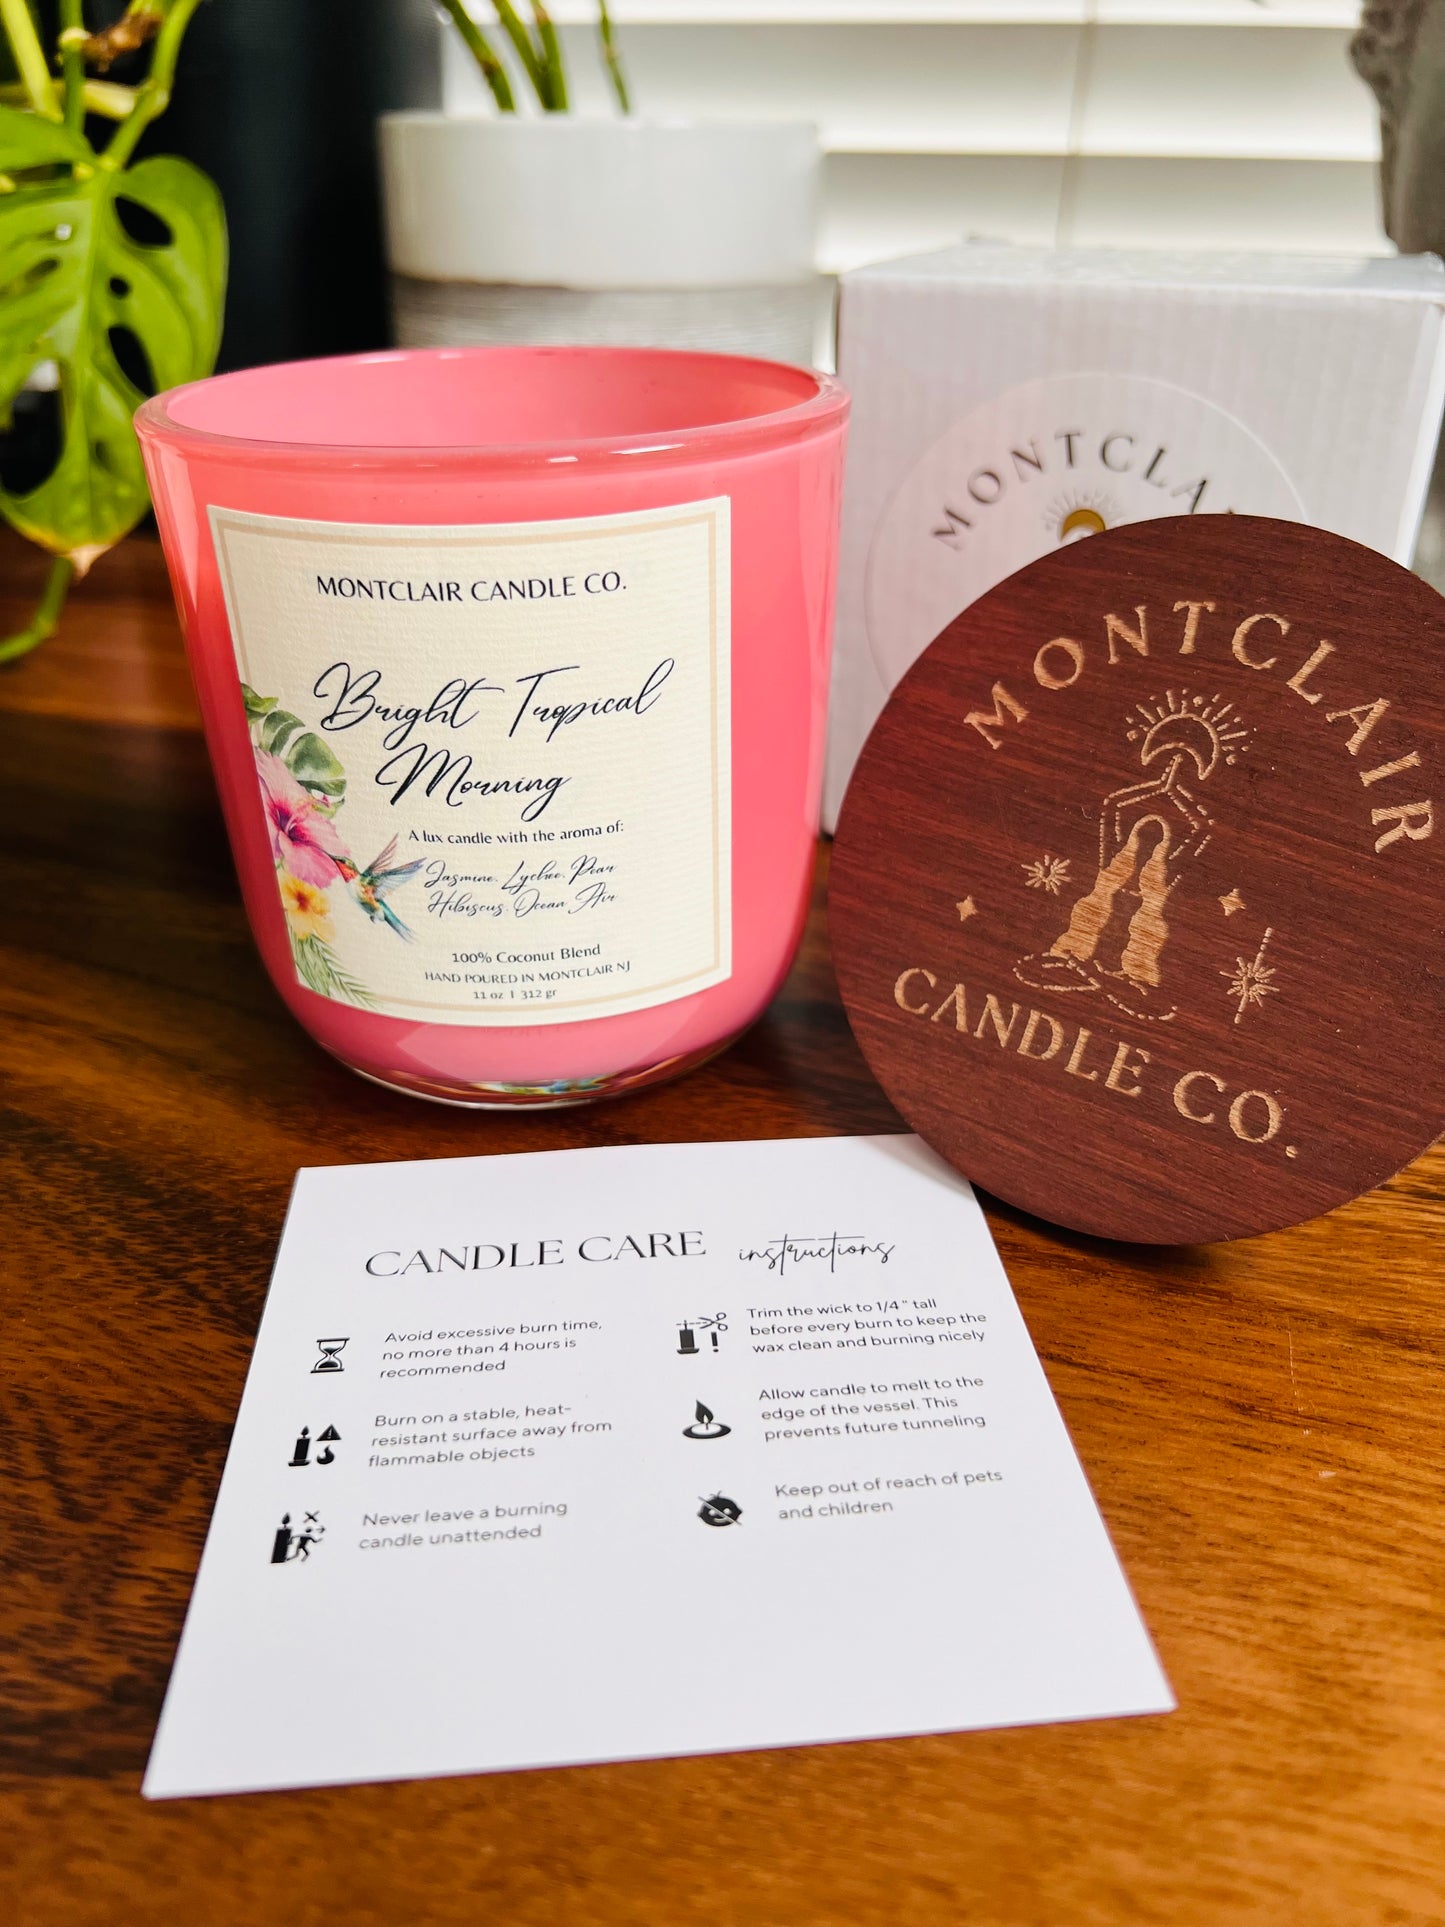 MONTCLAIR CANDLE CO.
Bright Tropical
Morning
A lux candle with the aroma of:
Jasmine. Lychee. Pear
Hibiscus. Ocean Air
100% Coconut Blend
HAND POURED IN MONTCLAIR NJ
11 oz | 312 gr
MONTCLAIR
MONTCLAIR
CANDLE CO.
CANDLE CARE instructions
Avoid excessive burn time,
no more than 4 hours is
recommended
Burn on a stable, heat-
resistant surface away from
flammable objects
Never leave a burning
candle unattended
Trim the wick to 1/4 " tall
before every burn to keep the
wax clean and burning nicely
Allow candle to melt to the
edge of the vessel. This
prevents future tunneling
Keep out of reach of pets
and children